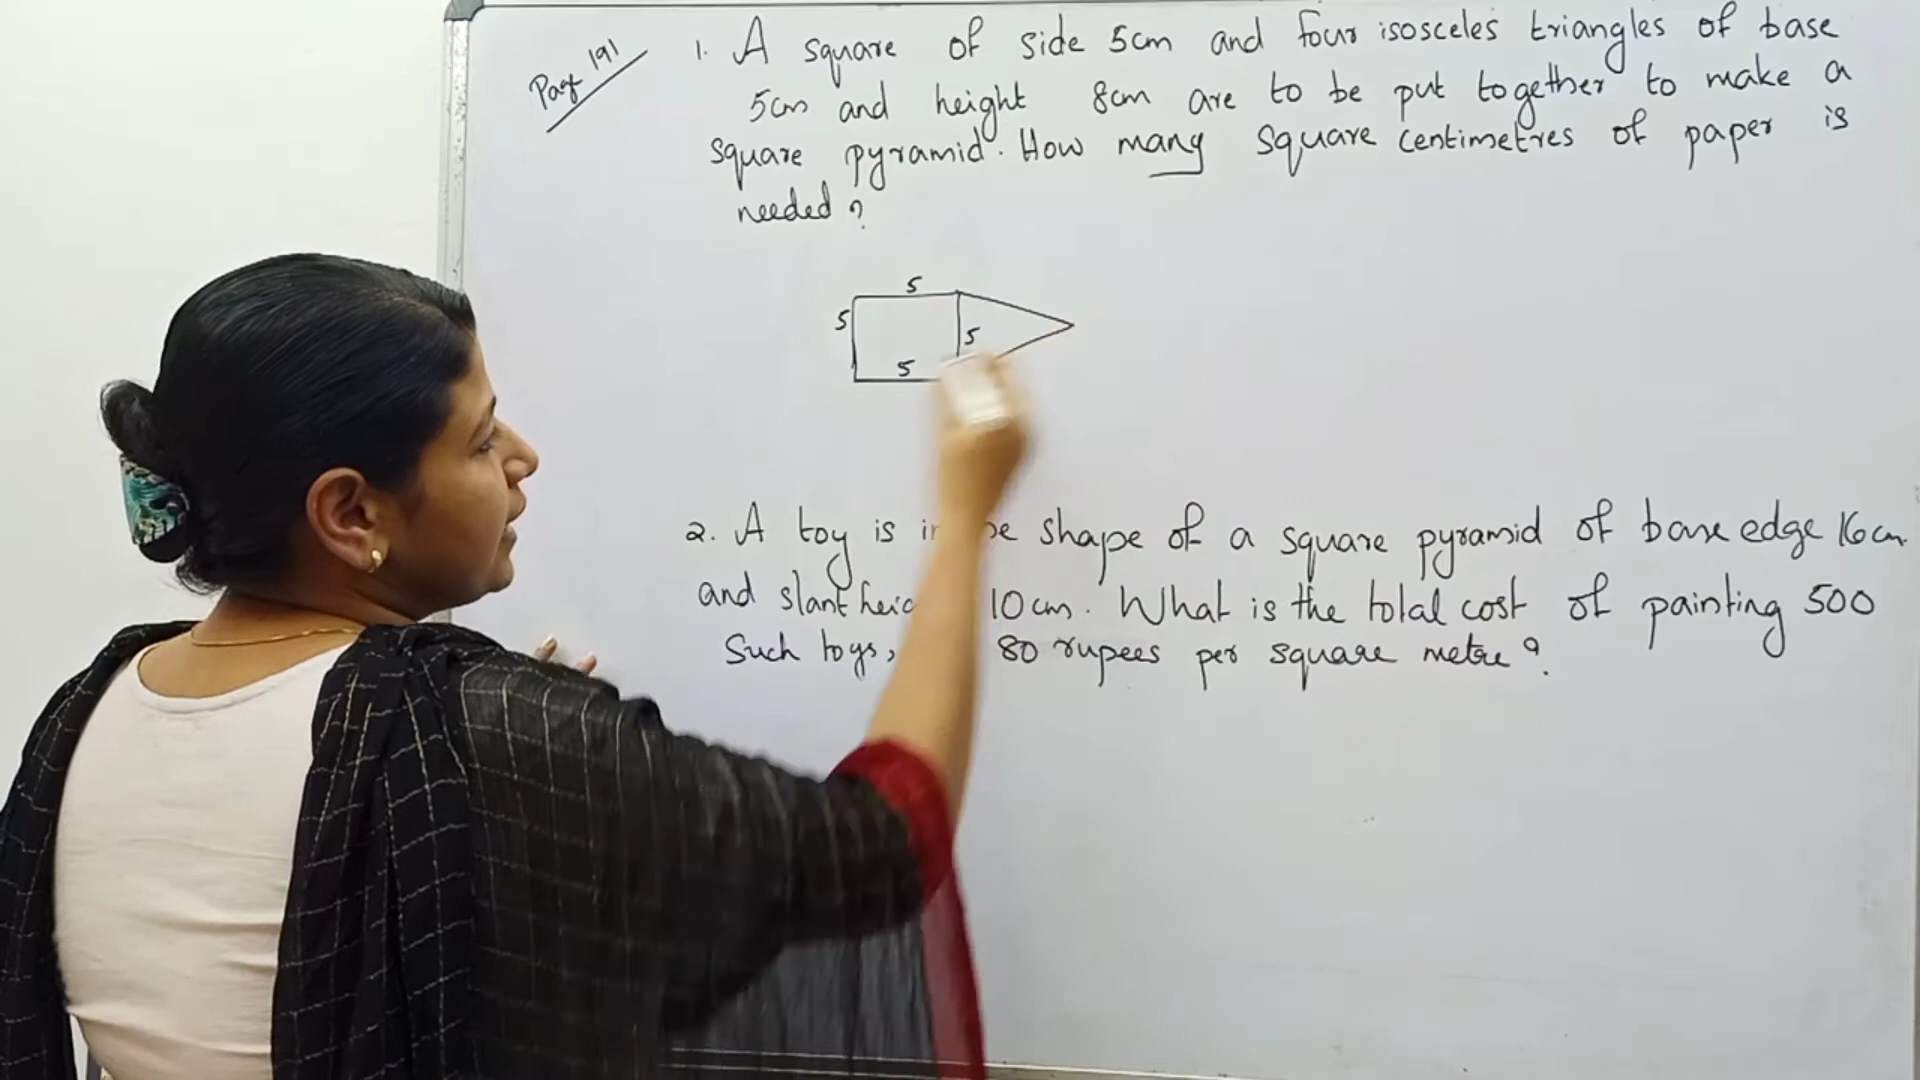 Page 191
1. A square of side 5cm and four isosceles triangles of base
5cm and height 8cm are to be put together to make a
square pyramid. How many square centimetres of paper is
needed?
5
5
5
5
2. A toy is in shape of a square pyramid of base edge 16cm
and slant 10cm. What is the total cost of painting 500
Such toys, 80 rupees per square metre?